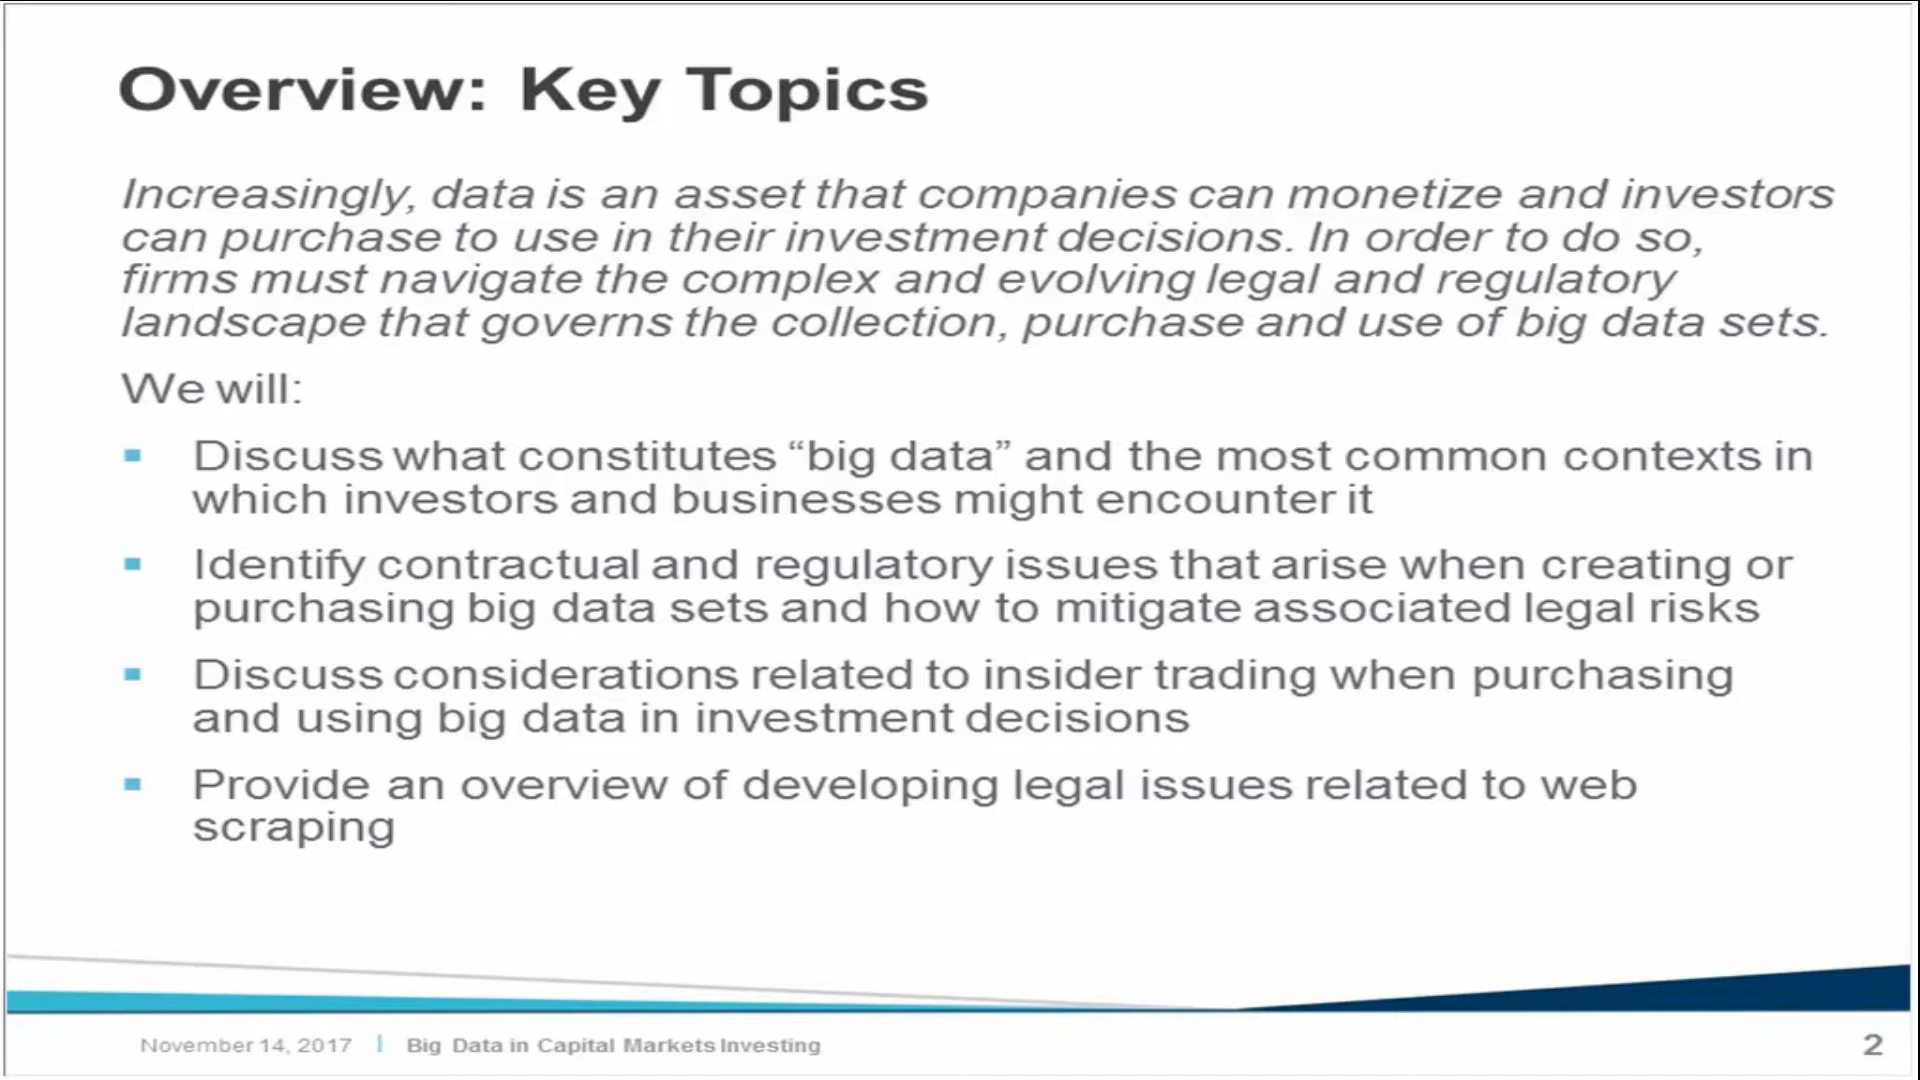 Overview: Key Topics
Increasingly, data is an asset that companies can monetize and investors
can purchase to use in their investment decisions. In order to do so,
firms must navigate the complex and evolving legal and regulatory
landscape that governs the collection, purchase and use of big data sets.
We will:
Discuss what constitutes “big data” and the most common contexts in
which investors and businesses might encounter it
Identify contractual and regulatory issues that arise when creating or
purchasing big data sets and how to mitigate associated legal risks
Discuss considerations related to insider trading when purchasing
and using big data in investment decisions
Provide an overview of developing legal issues related to web
scraping
November 14, 2017 | Big Data in Capital Markets Investing 2